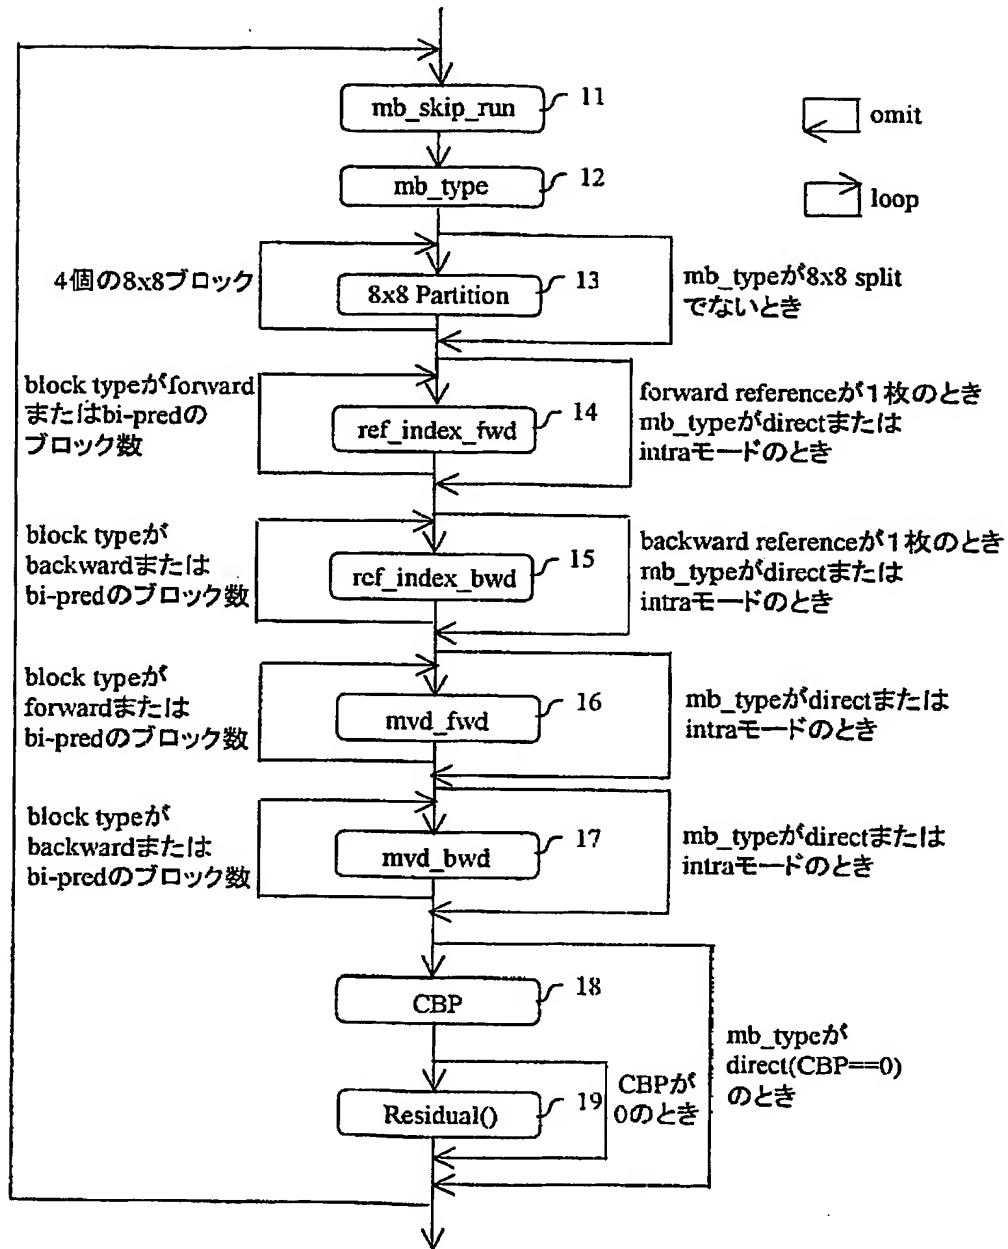 mb_skip_run
11
omit
mb_type
12
loop
4個の8x8ブロック
8x8 Partition
13
mb_typeが8x8 split
でないとき
block typeがforward
またはbi-predの
ブロック数
ref_index_fwd
14
forward referenceが1枚のとき
mb_typeがdirectまたは
intraモードのとき
block typeが
backwardまたは
bi-predのブロック数
ref_index_bwd
15
backward referenceが1枚のとき
mb_typeがdirectまたは
intraモードのとき
block typeが
forwardまたは
bi-predのブロック数
mvd_fwd
16
mb_typeがdirectまたは
intraモードのとき
block typeが
backwardまたは
bi-predのブロック数
mvd_bwd
17
mb_typeがdirectまたは
intraモードのとき
CBP
18
mb_typeが
direct(CBP==0)
のとき
Residual()
19
CBPが
0のとき